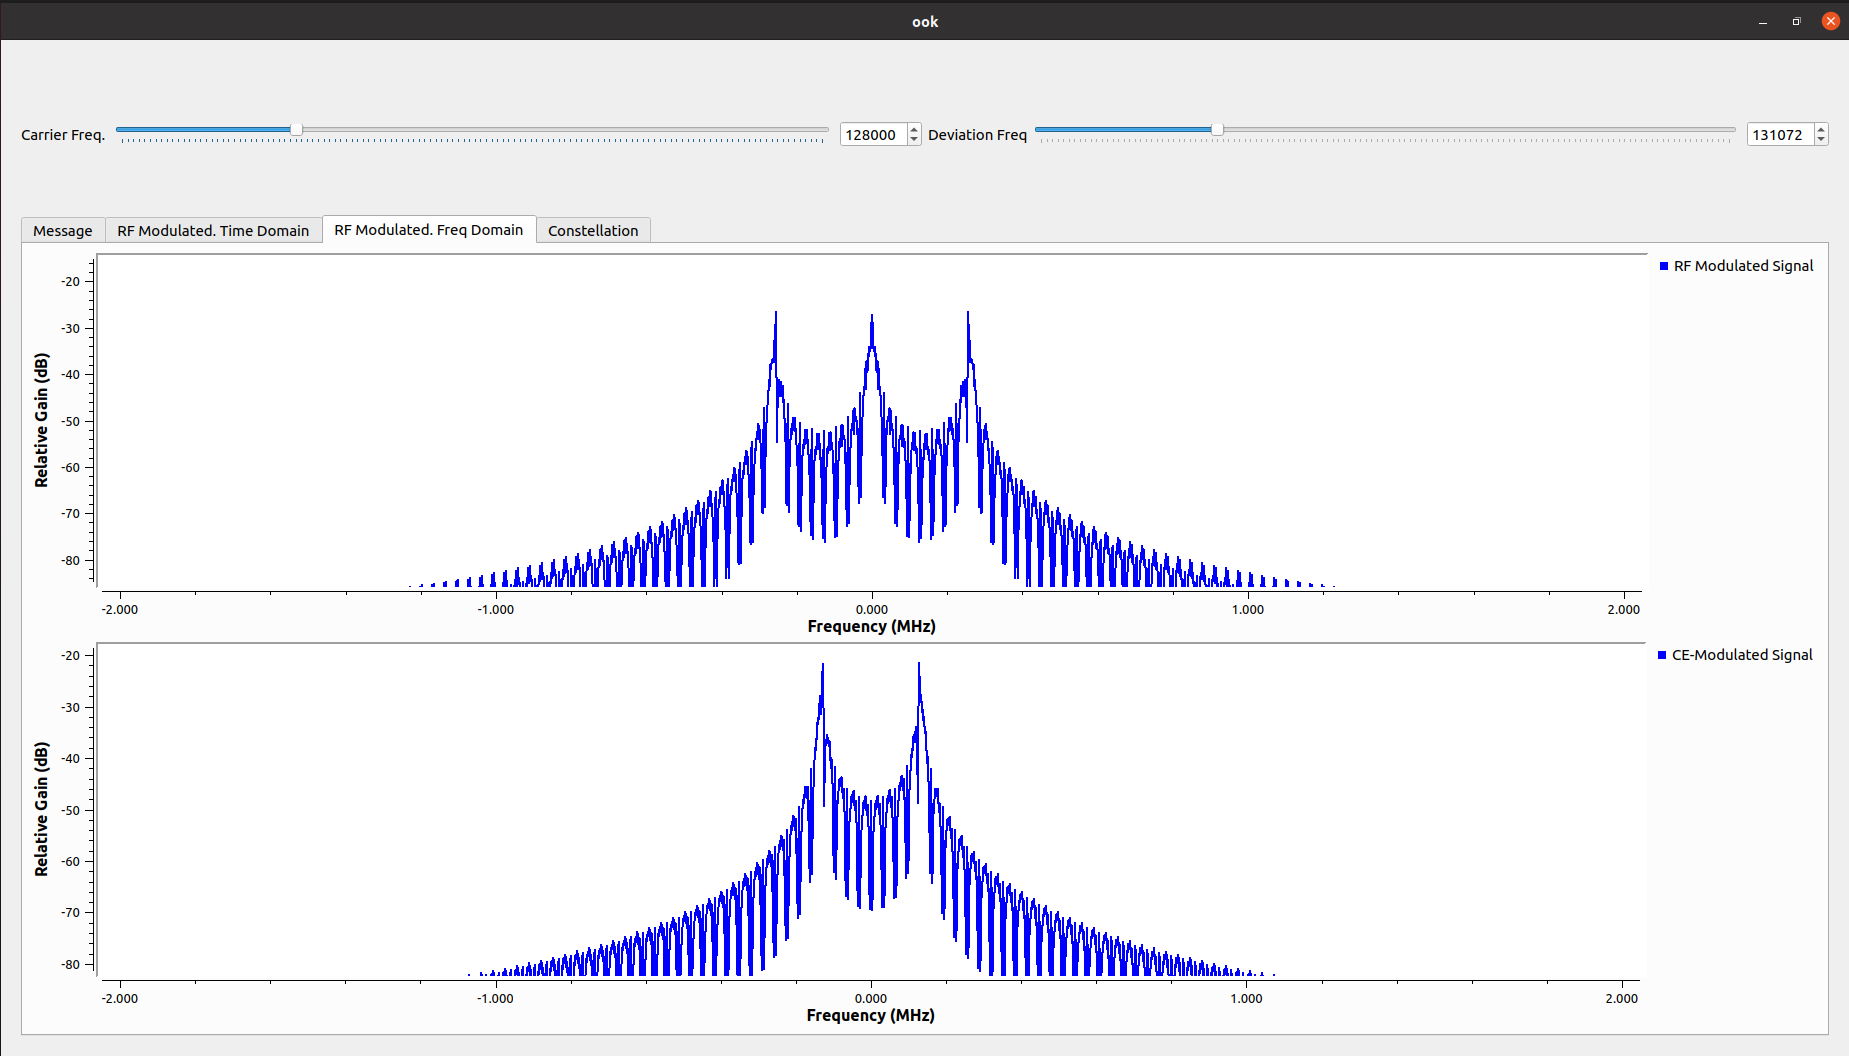 ook
Carrier Freq. 128000 Deviation Freq 131072
Message RF Modulated. Time Domain RF Modulated. Freq Domain Constellation
RF Modulated Signal
Relative Gain (dB)
-20
-30
-40
-50
-60
-70
-80
-2.000 -1.000 0.000 1.000 2.000
Frequency (MHz)
CE-Modulated Signal
Relative Gain (dB)
-20
-30
-40
-50
-60
-70
-80
-2.000 -1.000 0.000 1.000 2.000
Frequency (MHz)